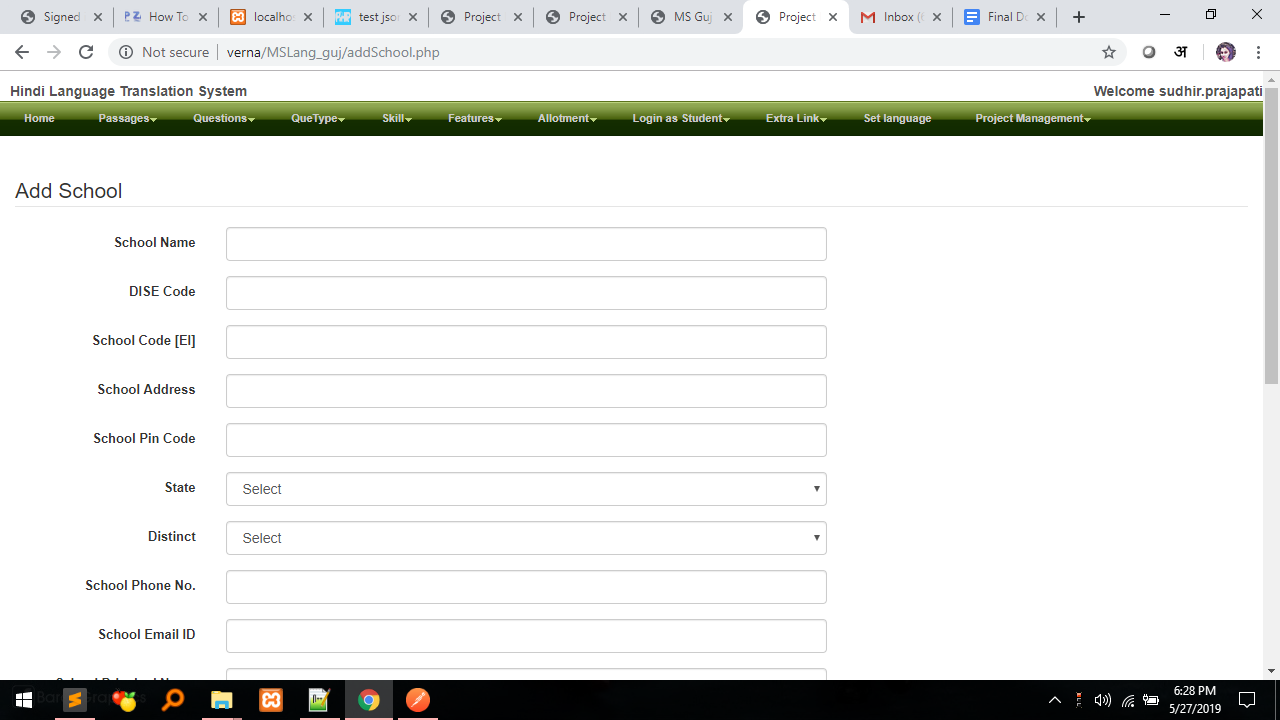 Signed
How To
localho
test jso
Project
Project
MS Guj
Project
Inbox (
Final Do
Not secure
verna/MSLang_guj/addSchool.php
अ
Hindi Language Translation System
Welcome sudhir.prajapati
Home
Passages
Questions
QueType
Skill
Features
Allotment
Login as Student
Extra Link
Set language
Project Management
Add School
School Name
DISE Code
School Code [EI]
School Address
School Pin Code
State
Select
Distinct
Select
School Phone No.
School Email ID
6:28 PM
5/27/2019